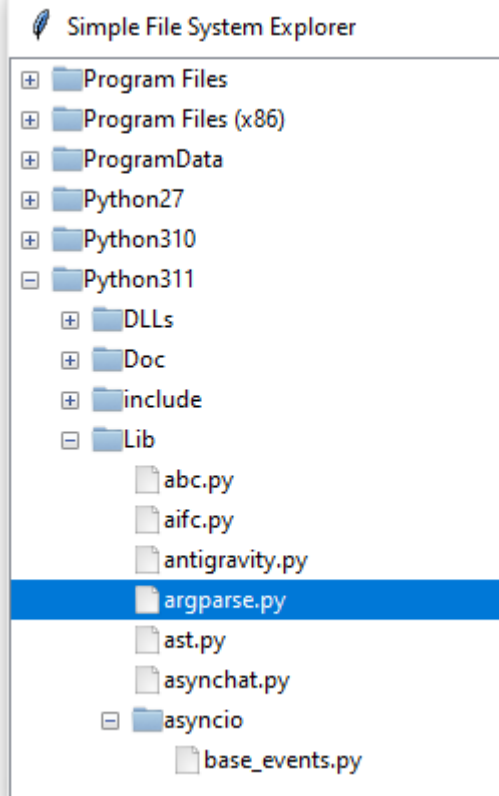 Simple File System Explorer
Program Files
Program Files (x86)
ProgramData
Python27
Python310
Python311
DLLs
Doc
include
Lib
abc.py
aifc.py
antigravity.py
argparse.py
ast.py
asynchat.py
asyncio
base_events.py